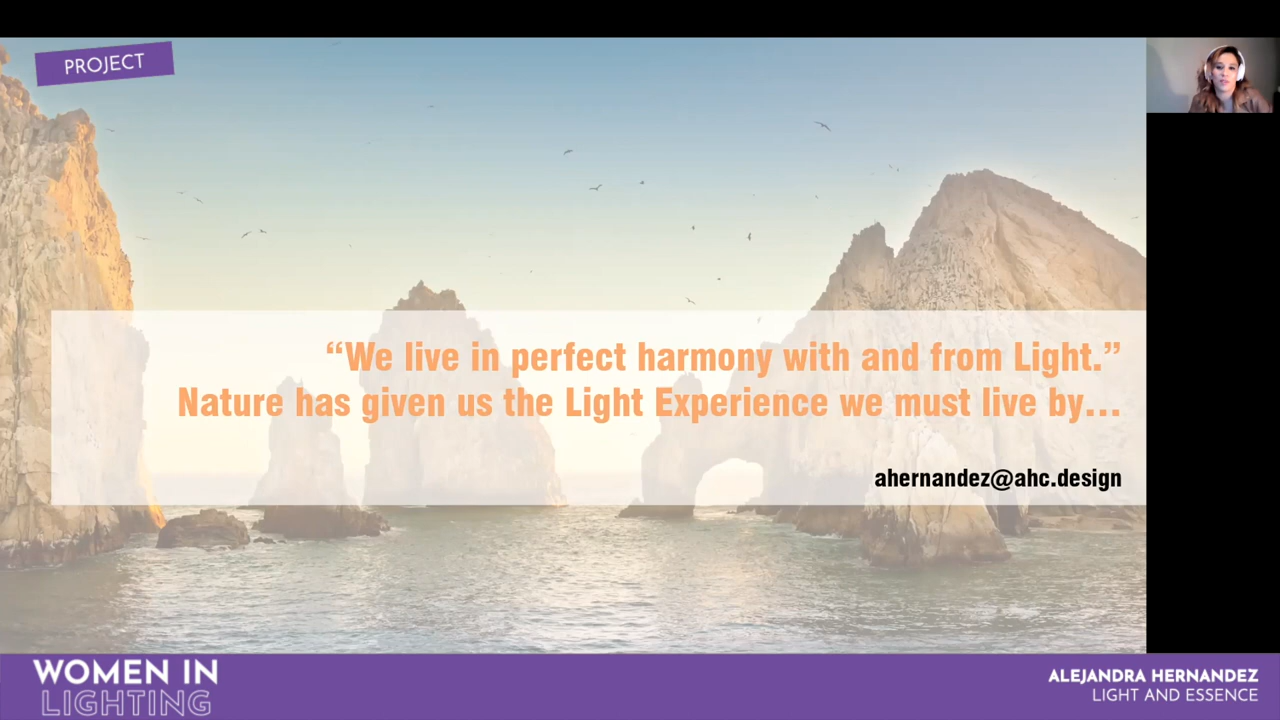 PROJECT
“We live in perfect harmony with and from Light.”
Nature has given us the Light Experience we must live by...
ahernandez@ahc.design
WOMEN IN
LIGHTING
ALEJANDRA HERNANDEZ
LIGHT AND ESSENCE